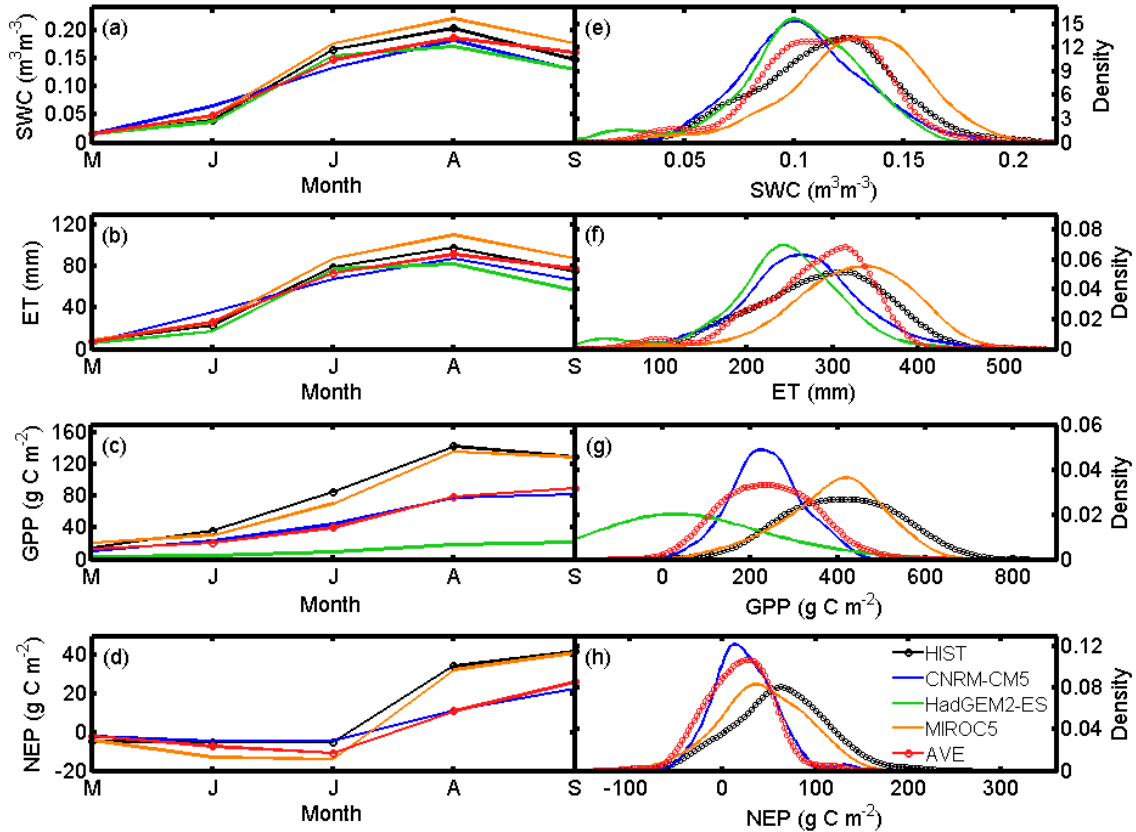 (a)
SWC (m³m⁻³)
0.20
0.15
0.10
0.05
0
M J J A S
Month
(e)
15
12
9
6
3
0
Density
0.05 0.1 0.15 0.2
SWC (m³m⁻³)
(b)
ET (mm)
120
80
40
0
M J J A S
Month
(f)
0.08
0.06
0.04
0.02
0
Density
100 200 300 400 500
ET (mm)
(c)
GPP (g C m⁻²)
160
120
80
40
0
M J J A S
Month
(g)
0.06
0.04
0.02
0
Density
0 200 400 600 800
GPP (g C m⁻²)
(d)
NEP (g C m⁻²)
40
20
0
-20
M J J A S
Month
(h)
HIST
CNRM-CM5
HadGEM2-ES
MIROC5
AVE
0.12
0.08
0.04
0
Density
-100 0 100 200 300
NEP (g C m⁻²)